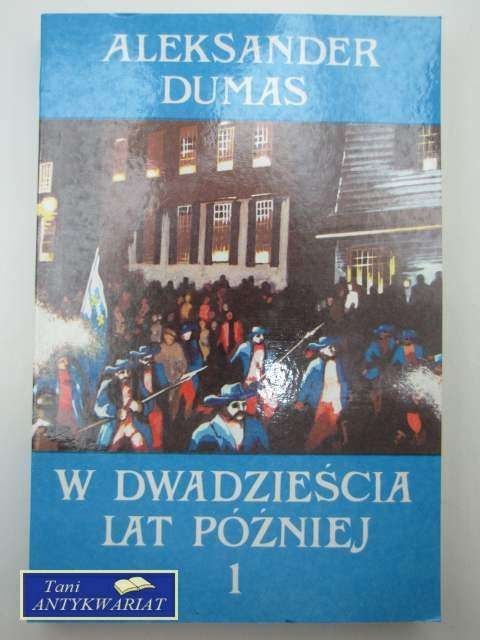 ALEKSANDER
DUMAS
W DWADZIEŚCIA
LAT PÓŹNIEJ
1
Tani
ANTYKWARIAT